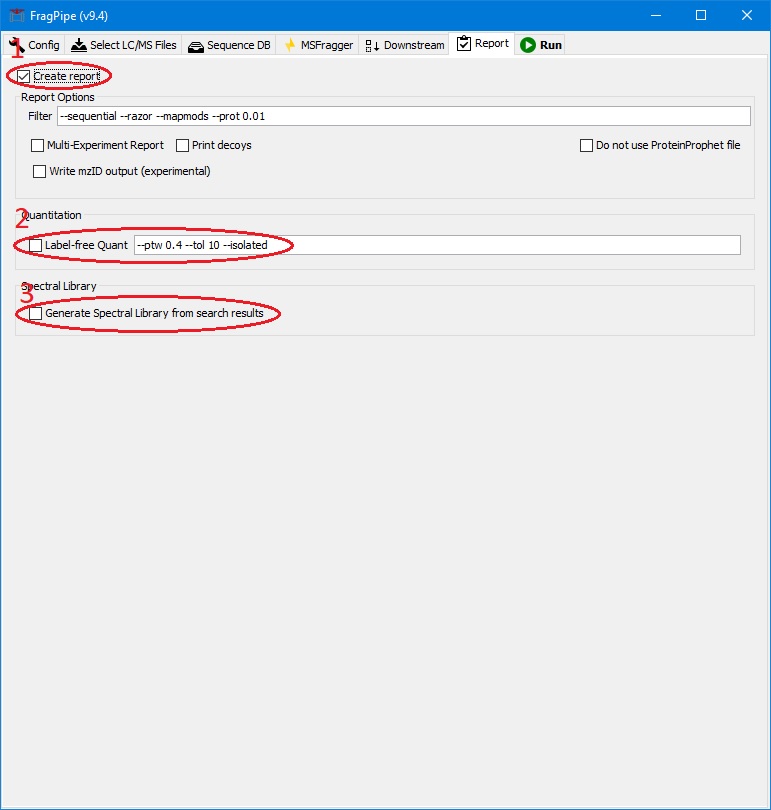 FragPipe (v9.4)
Config Select LC/MS Files Sequence DB MSFragger Downstream Report Run
1
Create report
Report Options
Filter --sequential --razor --mapmods --prot 0.01
Multi-Experiment Report Print decoys Do not use ProteinProphet file
Write mzID output (experimental)
2
Quantitation
Label-free Quant --ptw 0.4 --tol 10 --isolated
Spectral Library
3
Generate Spectral Library from search results